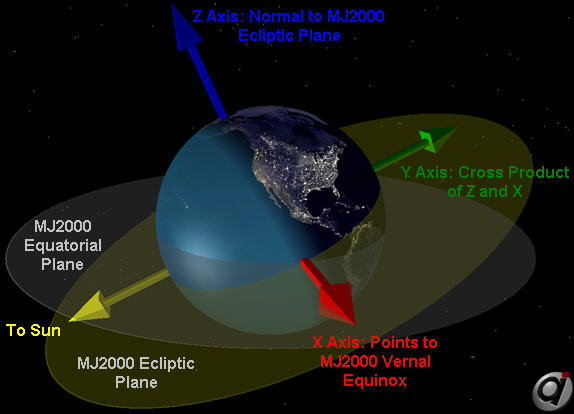 Z Axis: Normal to MJ2000
Ecliptic Plane
Y Axis: Cross Product
of Z and X
MJ2000
Equatorial
Plane
To Sun
X Axis: Points to
MJ2000 Vernal
Equinox
MJ2000 Ecliptic
Plane